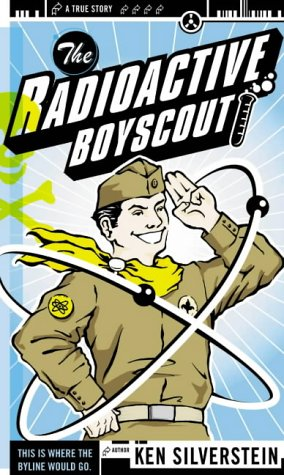 A TRUE STORY
The
RADIOACTIVE
BOYSCOUT
THIS IS WHERE THE
BYLINE WOULD GO.
AUTHOR
KEN SILVERSTEIN